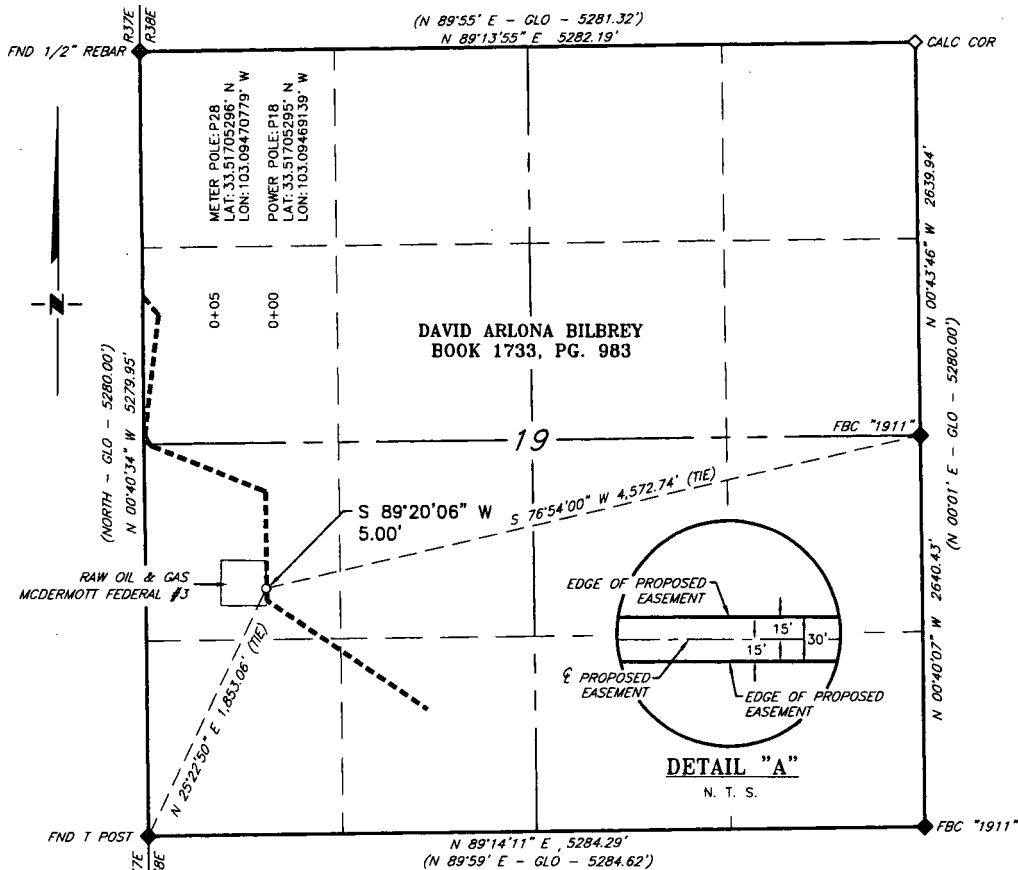 (N 89°55' E - GLO - 5281.32')
N 89°13'55" E 5282.19'
R37E
R38E
FND 1/2" REBAR
CALC COR
METER POLE: P28
LAT: 33.51705296° N
LON: 103.09470779° W
POWER POLE: P18
LAT: 33.51705295° N
LON: 103.09469139° W
0+05
0+00
N 00°43'46" W 2639.94'
N
DAVID ARLONA BILBREY
BOOK 1733, PG. 983
(NORTH - GLO - 5280.00')
N 00°40'34" W 5279.95'
(N 00°01' E - GLO - 5280.00')
19
FBC "1911"
S 76°54'00" W 4,572.74' (TIE)
S 89°20'06" W
5.00'
RAW OIL & GAS
MCDERMOTT FEDERAL #3
EDGE OF PROPOSED
EASEMENT
15'
15'
30'
℄ PROPOSED
EASEMENT
EDGE OF PROPOSED
EASEMENT
N 00°40'07" W 2640.43'
N 25°22'50" E 1,853.06' (TIE)
DETAIL "A"
N. T. S.
FND T POST
FBC "1911"
N 89°14'11" E , 5284.29'
(N 89°59' E - GLO - 5284.62')
37E
38E